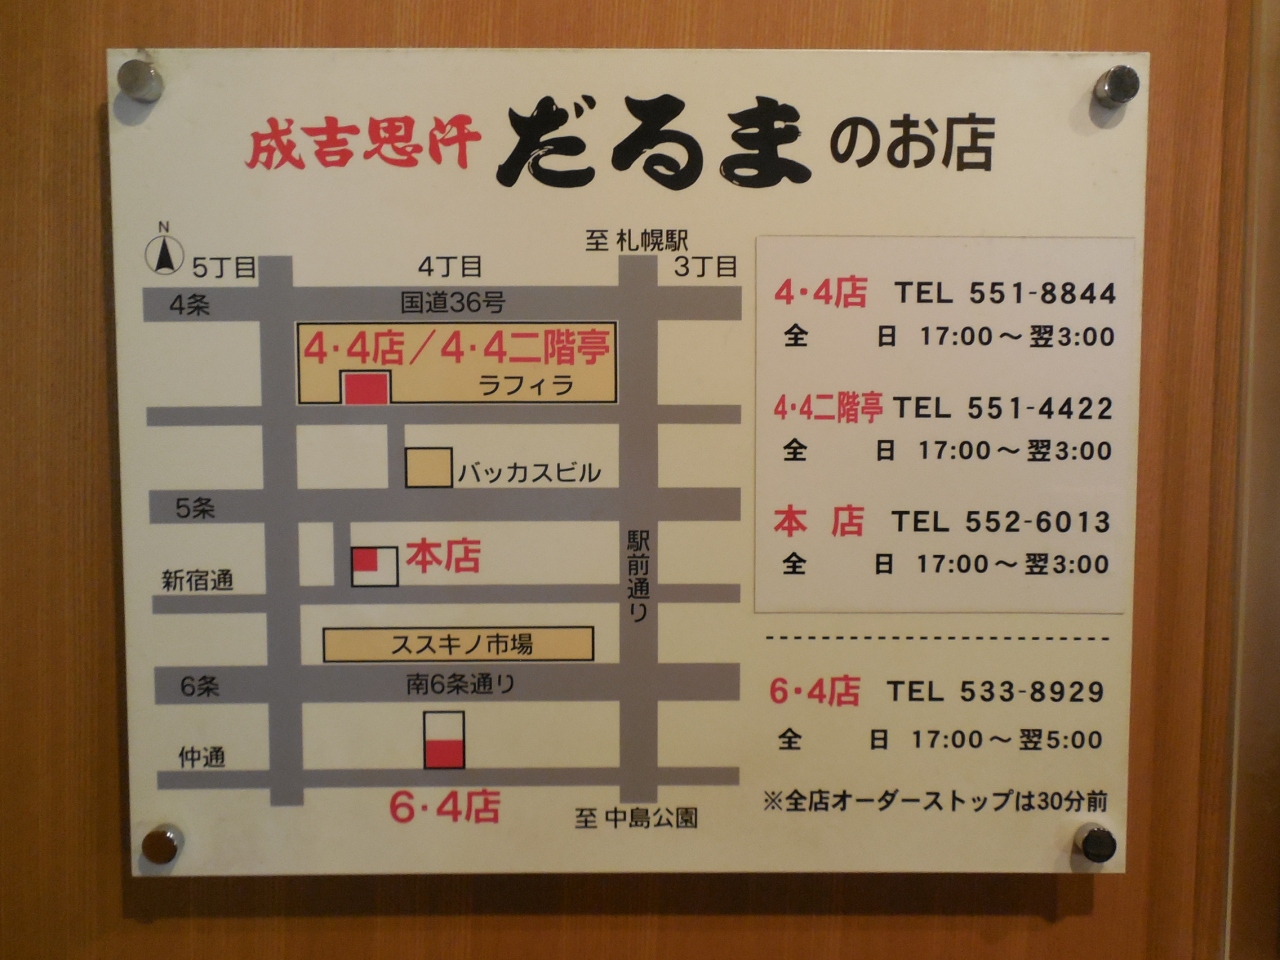 成吉思汗 だるま のお店
N
至 札幌駅
5丁目 4丁目 3丁目
4条 国道36号
4・4店／4・4二階亭
ラフィラ
バッカスビル
5条
本店
駅前通り
新宿通
ススキノ市場
6条 南6条通り
仲通
6・4店
至 中島公園
4・4店 TEL 551-8844
全 日 17:00～翌3:00
4・4二階亭 TEL 551-4422
全 日 17:00～翌3:00
本 店 TEL 552-6013
全 日 17:00～翌3:00
6・4店 TEL 533-8929
全 日 17:00～翌5:00
※全店オーダーストップは30分前